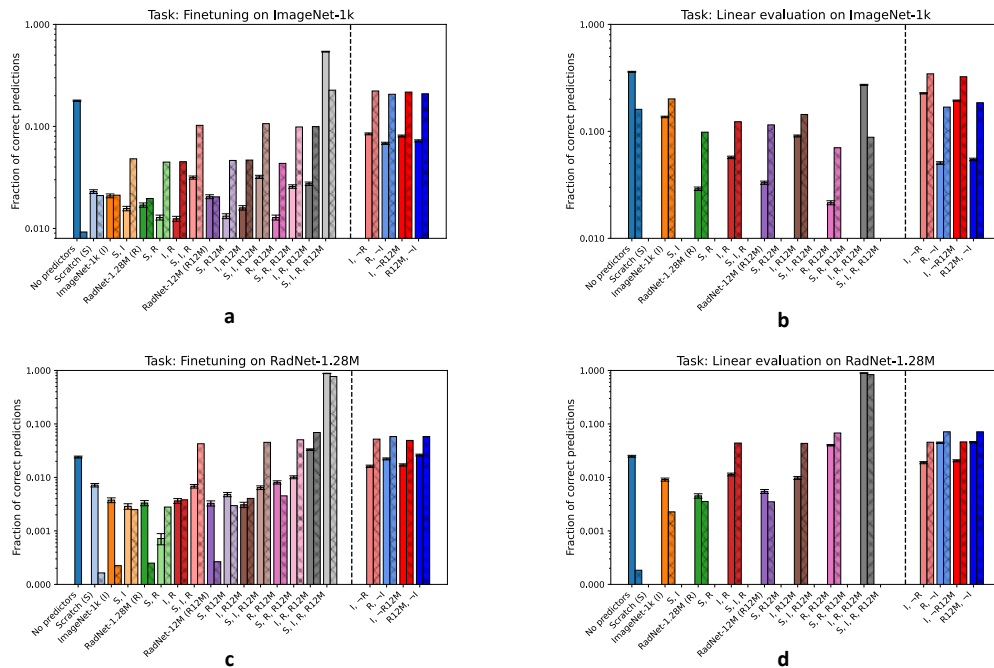 Task: Finetuning on ImageNet-1k
Fraction of correct predictions
1.000
0.100
0.010
No predictors
Scratch (S)
ImageNet-1k (I)
S, I
RadNet-1.28M (R)
S, R
I, R
S, I, R
RadNet-12M (R12M)
S, R12M
I, R12M
S, I, R12M
R, R12M
S, R, R12M
I, R, R12M
S, I, R, R12M
I, ¬R
R, ¬I
I, ¬R12M
R12M, ¬I
a
Task: Linear evaluation on ImageNet-1k
Fraction of correct predictions
1.000
0.100
0.010
No predictors
Scratch (S)
ImageNet-1k (I)
S, I
RadNet-1.28M (R)
S, R
I, R
S, I, R
RadNet-12M (R12M)
S, R12M
I, R12M
S, I, R12M
R, R12M
S, R, R12M
I, R, R12M
S, I, R, R12M
I, ¬R
R, ¬I
I, ¬R12M
R12M, ¬I
b
Task: Finetuning on RadNet-1.28M
Fraction of correct predictions
1.000
0.100
0.010
0.001
0.000
No predictors
Scratch (S)
ImageNet-1k (I)
S, I
RadNet-1.28M (R)
S, R
I, R
S, I, R
RadNet-12M (R12M)
S, R12M
I, R12M
S, I, R12M
R, R12M
S, R, R12M
I, R, R12M
S, I, R, R12M
I, ¬R
R, ¬I
I, ¬R12M
R12M, ¬I
c
Task: Linear evaluation on RadNet-1.28M
Fraction of correct predictions
1.000
0.100
0.010
0.001
0.000
No predictors
Scratch (S)
ImageNet-1k (I)
S, I
RadNet-1.28M (R)
S, R
I, R
S, I, R
RadNet-12M (R12M)
S, R12M
I, R12M
S, I, R12M
R, R12M
S, R, R12M
I, R, R12M
S, I, R, R12M
I, ¬R
R, ¬I
I, ¬R12M
R12M, ¬I
d